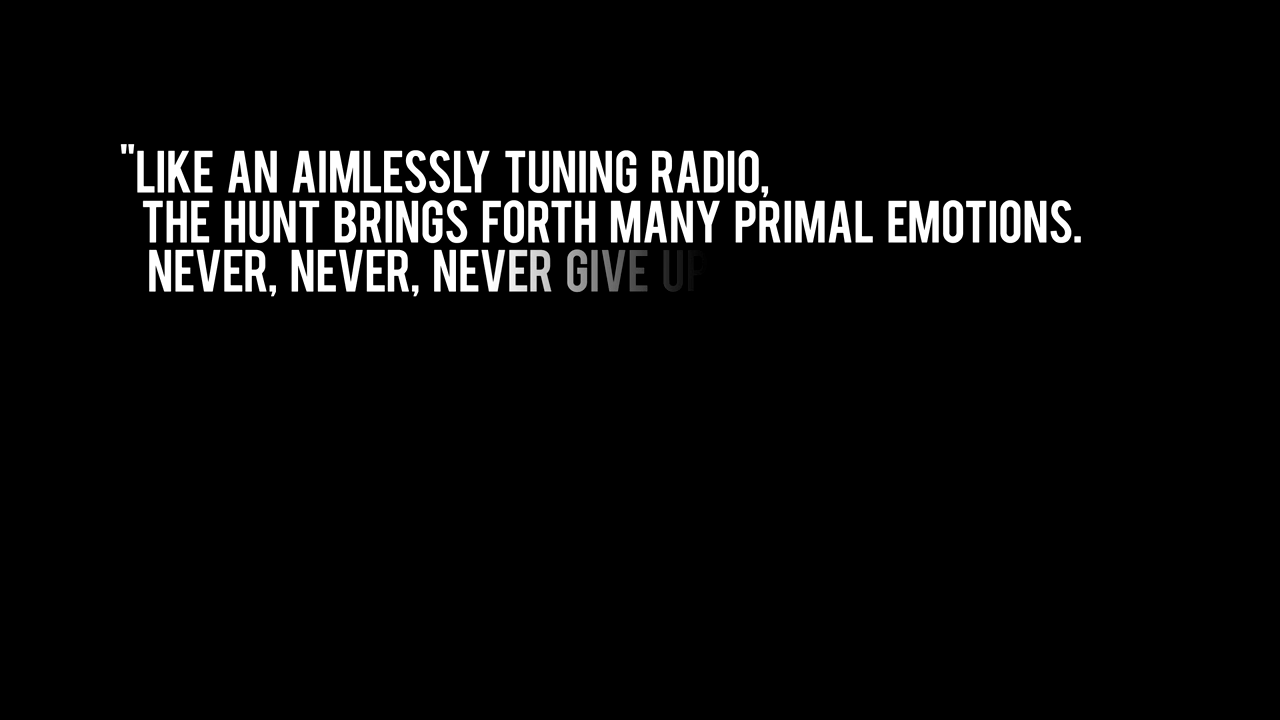 "LIKE AN AIMLESSLY TUNING RADIO,
THE HUNT BRINGS FORTH MANY PRIMAL EMOTIONS.
NEVER, NEVER, NEVER GIVE UP